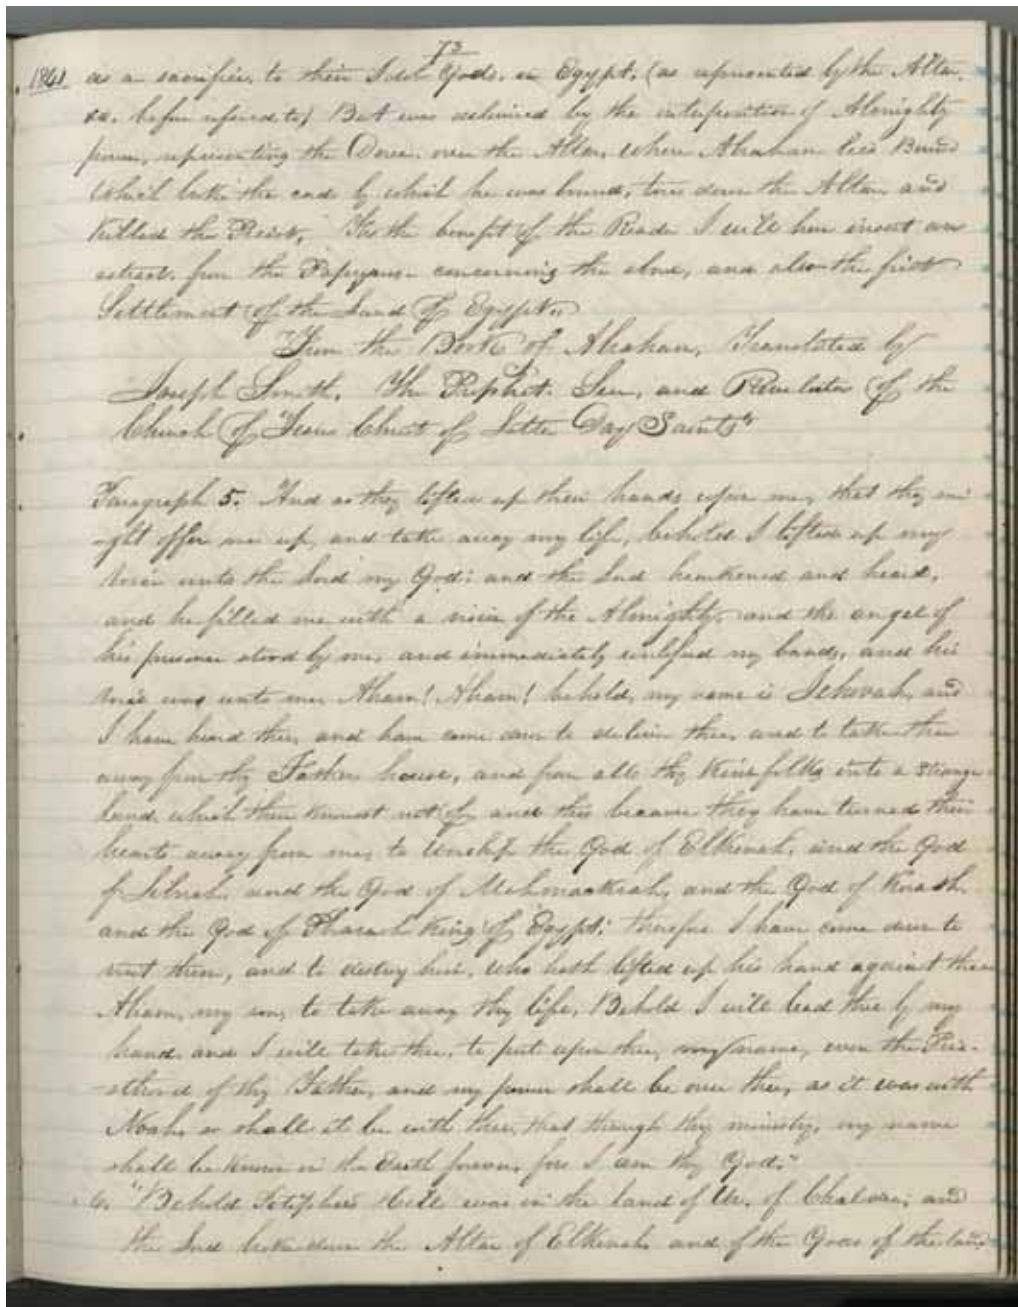 73
1841 as a sacrifice, to their Idol Gods, in Egypt, (as represented by the Altar,
&c. before refered to) But was delivered by the interposition of Almighty
power, representing the Dove over the Altar, where Abraham lies Bound
Which broke the cord by which he was bound, tore down the Altar and
Killed the Priest, For the benefit of the Reader I will here insert an
extract from the Papyrus concerning the above, and also the first
Settlement of the Land of Egypt.
"From the Book of Abraham, Translated by
Joseph Smith, The Prophet. Seer, and Revelator of the
Church of Jesus Christ of Latter Day Saints"
Paragraph 5. And as they lifted up their hands upon me, that they mi
-ght offer me up, and take away my life, behold I lifted up my
voice unto the Lord my God; and the Lord hearkened and heard,
and he filled me with a vision of the Almighty, and the angel of
his presence stood by me, and immediately unloosed my bands, and his
voice was unto me Abram! Abram! behold, my name is Jehovah, and
I have heard thee, and have come down to deliver thee, and to take thee
away from thy Fathers house, and from all thy Kinsfolks into a strange
land, which thou knowest not of, and this because they have turned their
hearts away from me, to Worship the God of Elkenah, and the God
of Libnah, and the God of Mahmackrah, and the God of Korash,
and the God of Pharaoh King of Egypt; therefore I have come down to
visit them, and to destroy him, who hath lifted up his hand against thee
Abram, my son, to take away thy life, Behold I will lead thee by my
hand, and I will take thee, to put upon thee, my name, even the Prie-
-sthood of thy Father, and my power shall be over thee, as it was with
Noah, so shall it be with thee, that through thy ministry, my name
shall be known in the Earth forever, for I am thy God."
6. "Behold Potiphers Hill was in the land of Ur, of Chaldea; and
the Lord broke down the Altar of Elkenah, and of the Gods of the land,